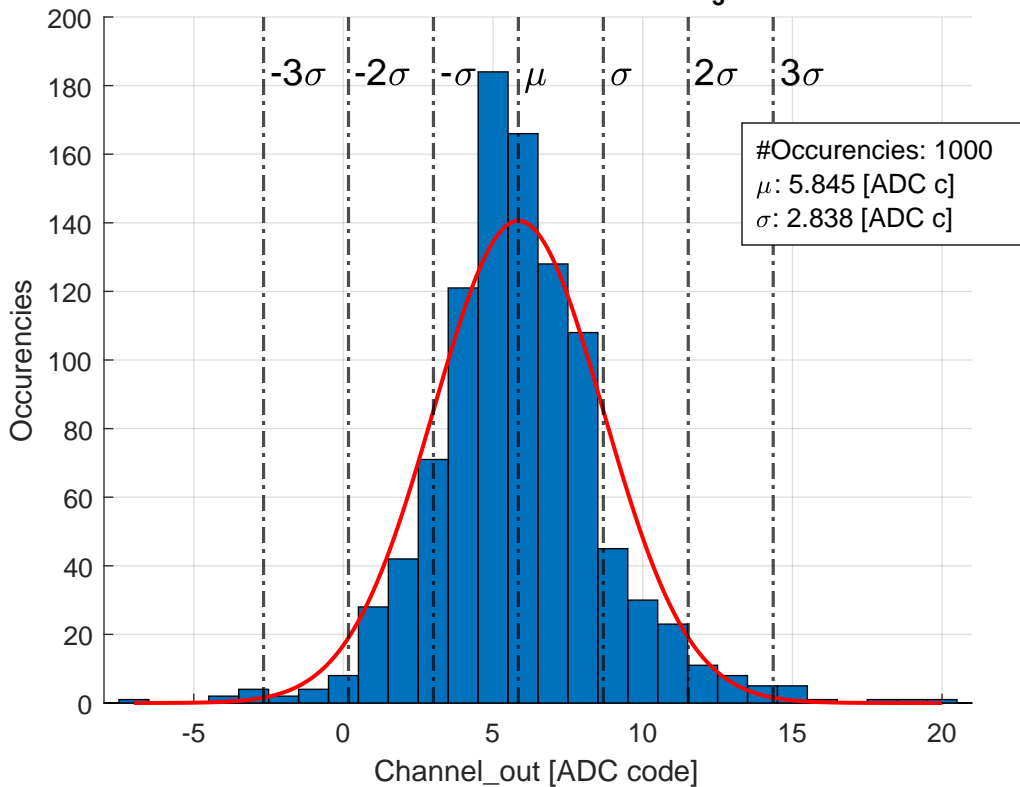 200
180
160
140
120
100
80
60
40
20
0
Occurencies
-3σ -2σ -σ μ σ 2σ 3σ
#Occurencies: 1000
μ: 5.845 [ADC c]
σ: 2.838 [ADC c]
-5 0 5 10 15 20
Channel_out [ADC code]